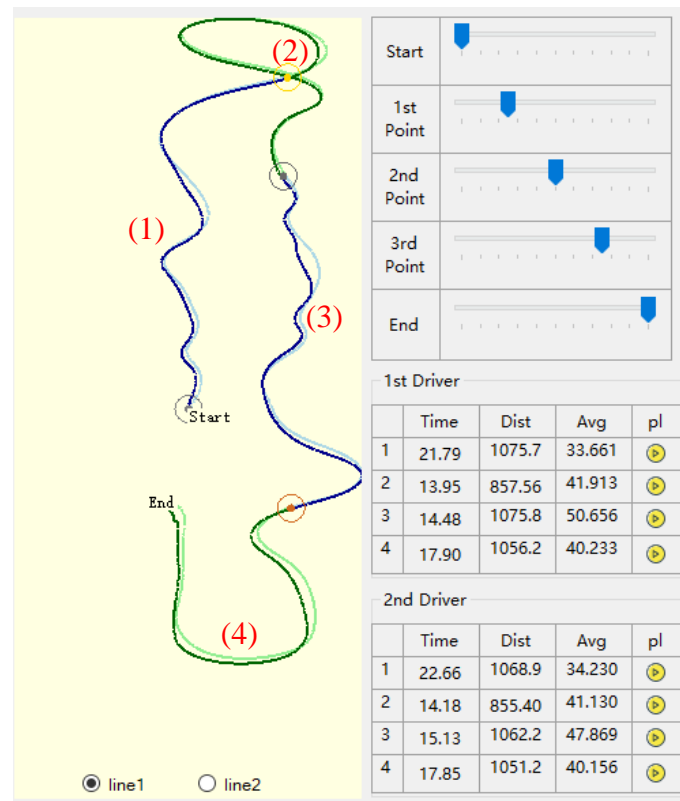 (2)
(1)
(3)
Start
End
(4)
line1 line2
Start
1st
Point
2nd
Point
3rd
Point
End
1st Driver
Time Dist Avg pl
1 21.79 1075.7 33.661
2 13.95 857.56 41.913
3 14.48 1075.8 50.656
4 17.90 1056.2 40.233
2nd Driver
Time Dist Avg pl
1 22.66 1068.9 34.230
2 14.18 855.40 41.130
3 15.13 1062.2 47.869
4 17.85 1051.2 40.156